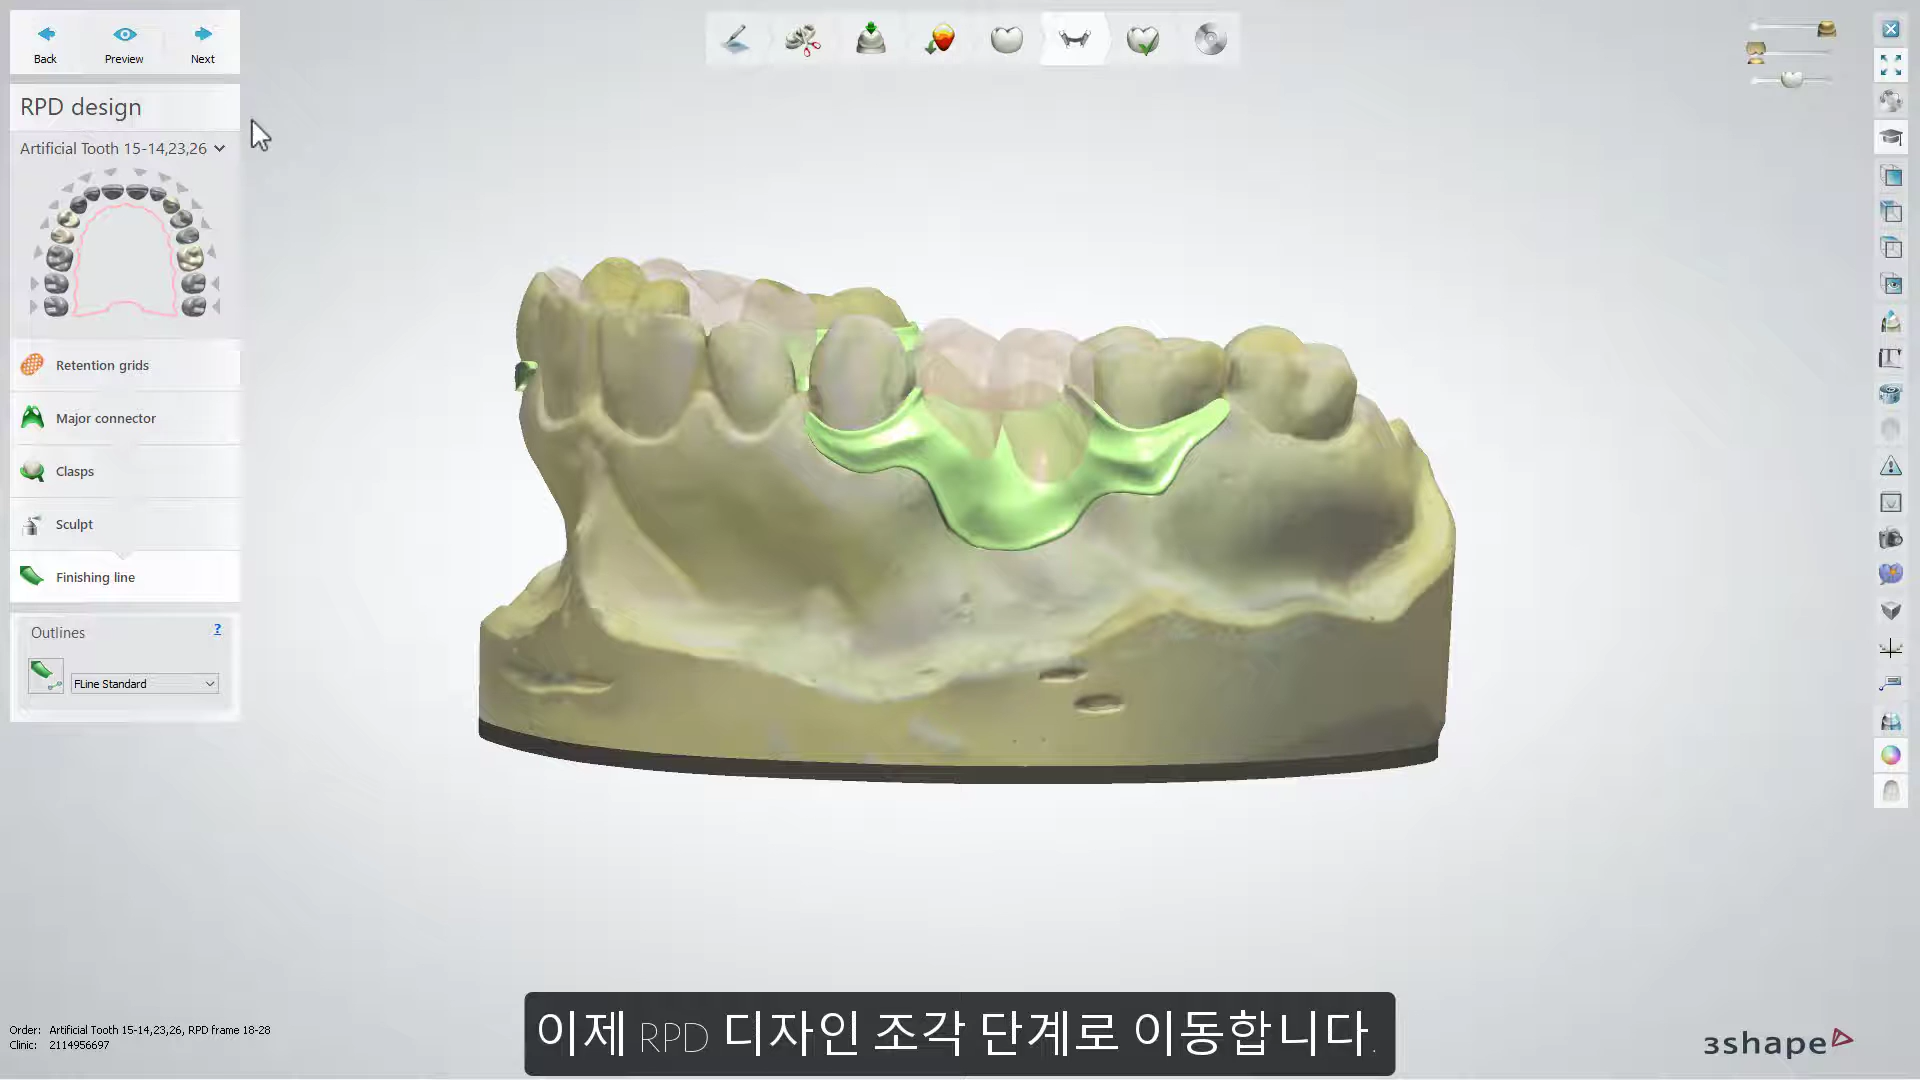 Back
Preview
Next
RPD design
Artificial Tooth 15-14,23,26
Retention grids
Major connector
Clasps
Sculpt
Finishing line
Outlines
?
FLine Standard
이제 RPD 디자인 조각 단계로 이동합니다.
Order: Artificial Tooth 15-14,23,26, RPD frame 18-28
Clinic: 2114956697
3shape